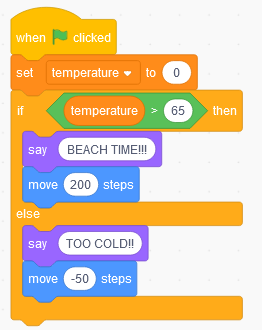 when clicked
set temperature to 0
if temperature > 65 then
say BEACH TIME!!!
move 200 steps
else
say TOO COLD!!
move -50 steps